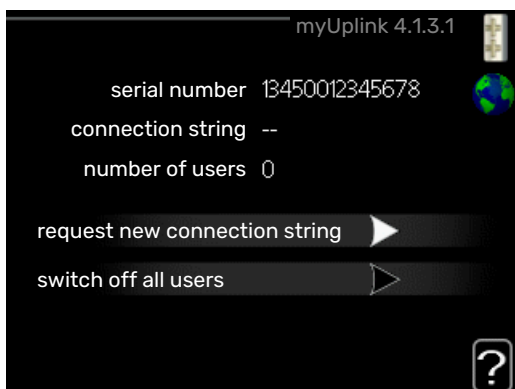 myUplink 4.1.3.1
serial number 13450012345678
connection string --
number of users 0
request new connection string
switch off all users
?